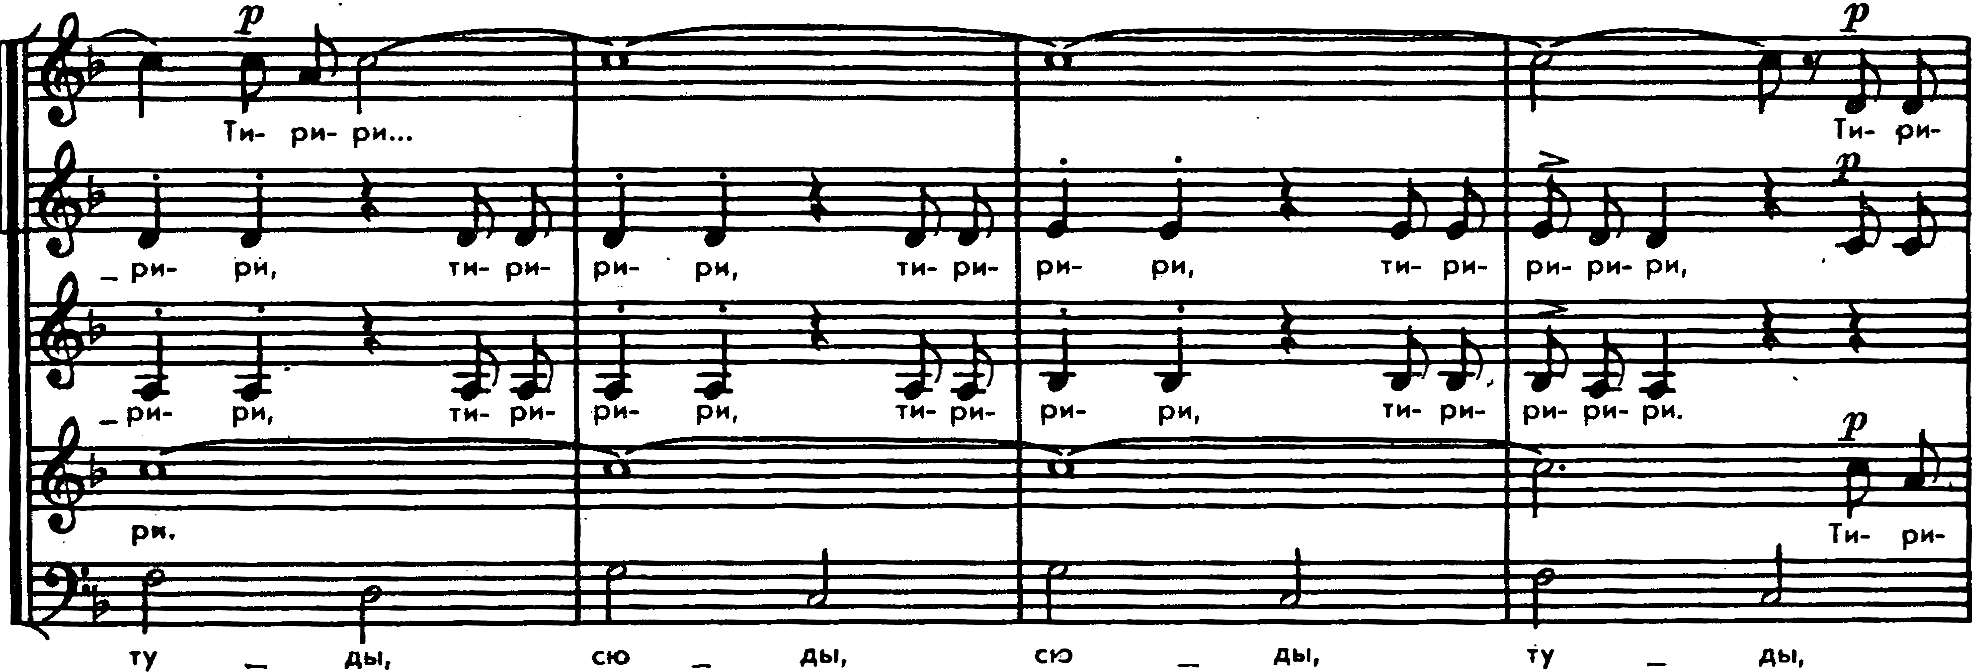 p p
Ти- ри- ри... Ти- ри-
p
_ ри- ри, ти- ри- ри- ри, ти- ри- ри- ри, ти- ри- ри- ри- ри,
_ ри- ри, ти- ри- ри- ри, ти- ри- ри- ри, ти- ри- ри- ри- ри.
p
ри. Ти- ри-
ту _ ды, сю _ ды, сю _ ды, ту _ ды,